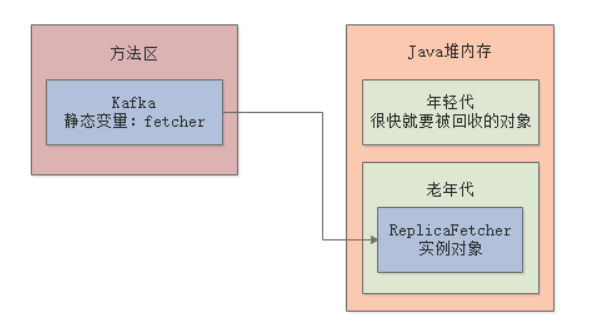 方法区
Kafka
静态变量：fetcher
Java堆内存
年轻代
很快就要被回收的对象
老年代
ReplicaFetcher
实例对象